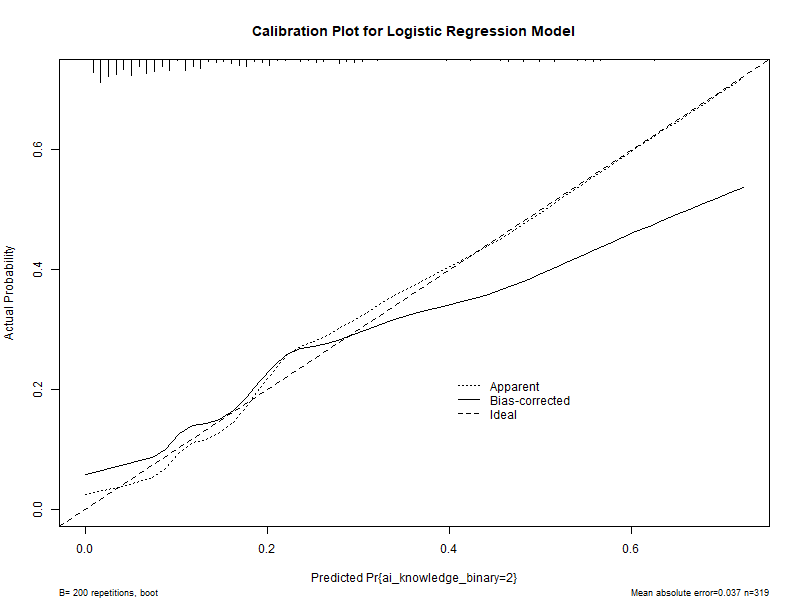 Calibration Plot for Logistic Regression Model
Actual Probability
0.6
0.4
0.2
0.0
Apparent
Bias-corrected
Ideal
0.0 0.2 0.4 0.6
Predicted Pr{ai_knowledge_binary=2}
B= 200 repetitions, boot
Mean absolute error=0.037 n=319